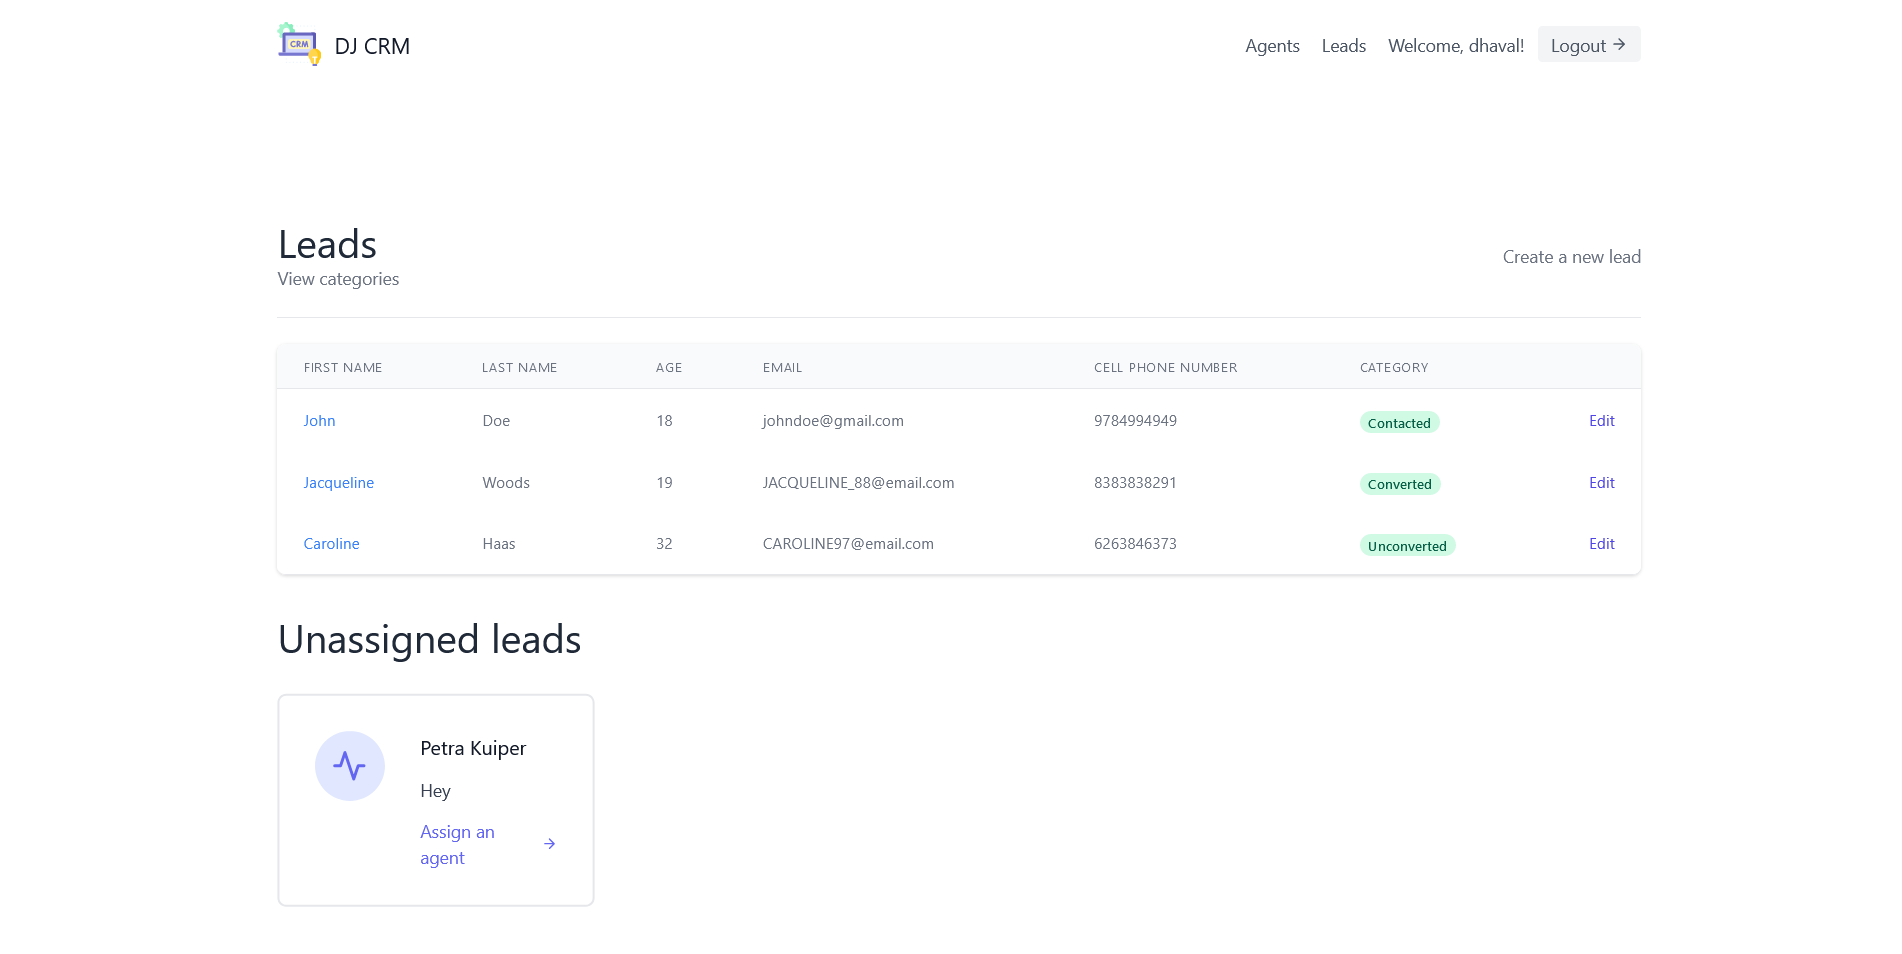 CRM
DJ CRM
Agents Leads Welcome, dhaval! Logout
Leads
View categories
Create a new lead
FIRST NAME LAST NAME AGE EMAIL CELL PHONE NUMBER CATEGORY
John Doe 18 johndoe@gmail.com 9784994949 Contacted Edit
Jacqueline Woods 19 JACQUELINE_88@email.com 8383838291 Converted Edit
Caroline Haas 32 CAROLINE97@email.com 6263846373 Unconverted Edit
Unassigned leads
Petra Kuiper
Hey
Assign an
agent